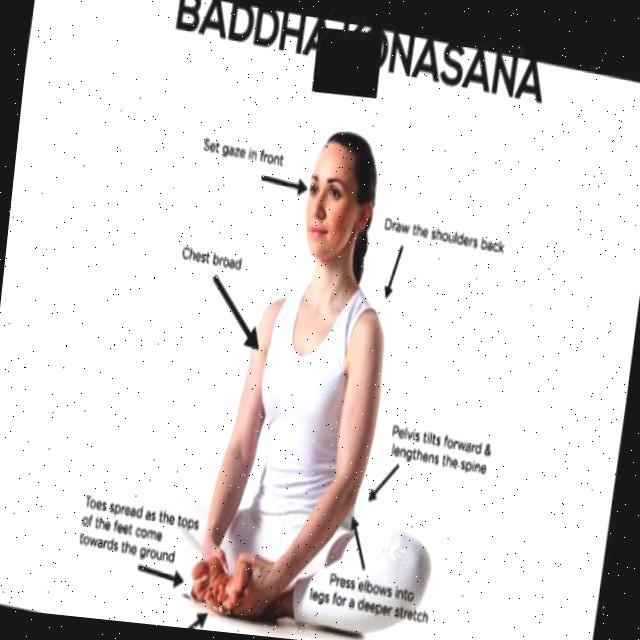 BADDHA KONASANA
Set gaze in front
Draw the shoulders back
Chest broad
Pelvis tilts forward &
lengthens the spine
Toes spread as the tops
of the feet come
towards the ground
Press elbows into
legs for a deeper stretch